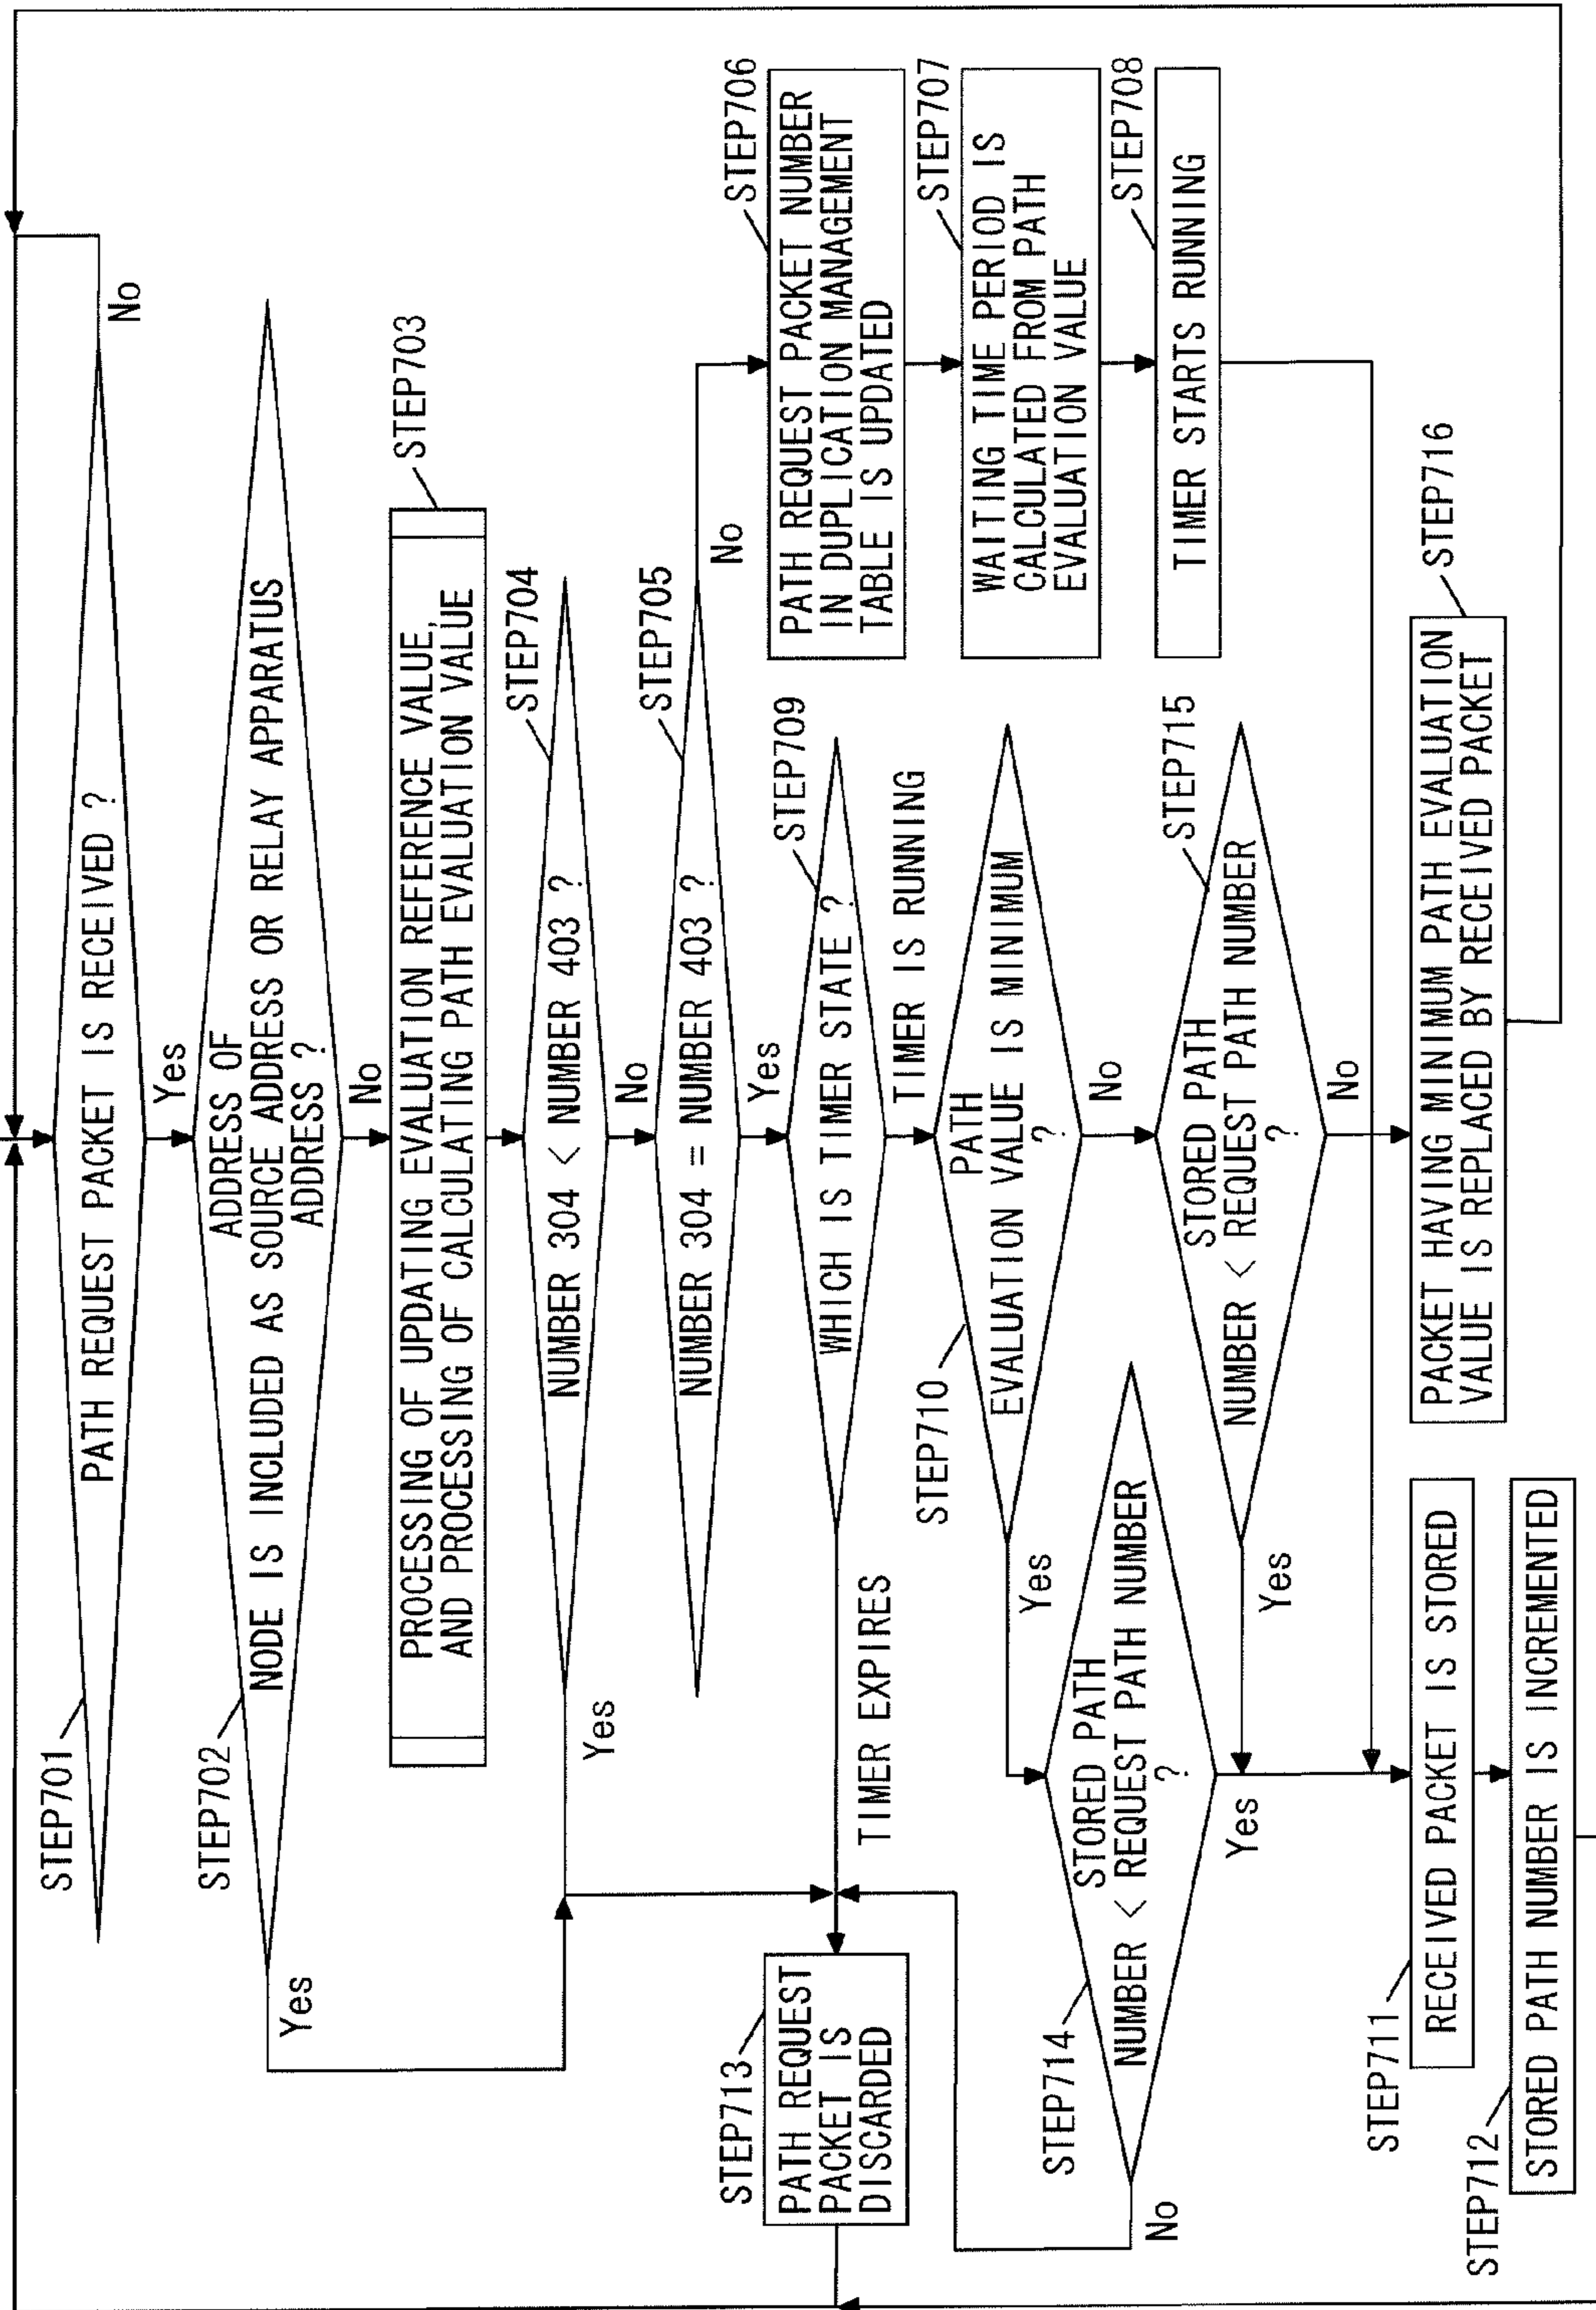 STEP701
PATH REQUEST PACKET IS RECEIVED ?
No
Yes
STEP702
ADDRESS OF
NODE IS INCLUDED AS SOURCE ADDRESS OR RELAY APPARATUS
ADDRESS ?
Yes
No
STEP703
PROCESSING OF UPDATING EVALUATION REFERENCE VALUE,
AND PROCESSING OF CALCULATING PATH EVALUATION VALUE
STEP704
NUMBER 304 < NUMBER 403 ?
Yes
No
STEP705
NUMBER 304 = NUMBER 403 ?
No
Yes
STEP706
PATH REQUEST PACKET NUMBER
IN DUPLICATION MANAGEMENT
TABLE IS UPDATED
STEP707
WAITING TIME PERIOD IS
CALCULATED FROM PATH
EVALUATION VALUE
STEP708
TIMER STARTS RUNNING
STEP709
WHICH IS TIMER STATE ?
TIMER EXPIRES
TIMER IS RUNNING
STEP713
PATH REQUEST
PACKET IS
DISCARDED
STEP710
PATH
EVALUATION VALUE IS MINIMUM
?
Yes
No
STEP714
STORED PATH
NUMBER < REQUEST PATH NUMBER
?
No
Yes
STEP715
STORED PATH
NUMBER < REQUEST PATH NUMBER
?
Yes
No
STEP711
RECEIVED PACKET IS STORED
STEP712
STORED PATH NUMBER IS INCREMENTED
STEP716
PACKET HAVING MINIMUM PATH EVALUATION
VALUE IS REPLACED BY RECEIVED PACKET